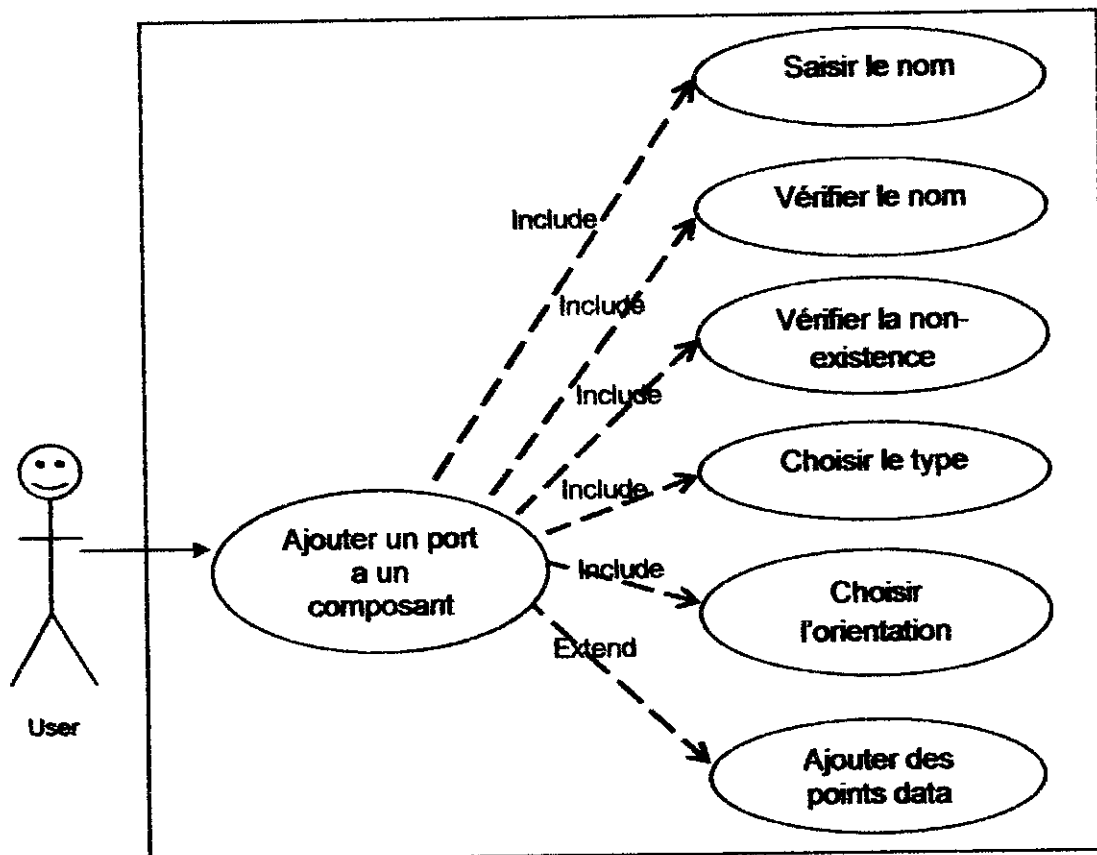 Saisir le nom
Include
Vérifier le nom
Include
Vérifier la non-
existence
Include
Choisir le type
Include
Ajouter un port
a un
composant
Include
Choisir
l'orientation
Extend
User
Ajouter des
points data